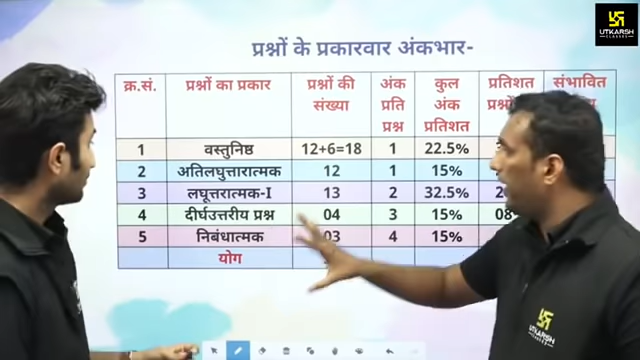 UTKARSH
CLASSES
प्रश्नों के प्रकारवार अंकभार-
क्र.सं. प्रश्नों का प्रकार प्रश्नों की संख्या अंक प्रति प्रश्न कुल अंक प्रतिशत प्रतिशत संभावित
1 वस्तुनिष्ठ 12+6=18 1 22.5%
2 अतिलघुत्तरात्मक 12 1 15%
3 लघूत्तरात्मक-I 13 2 32.5%
4 दीर्घउत्तरीय प्रश्न 04 3 15% 08
5 निबंधात्मक 03 4 15%
योग
UTKARSH
CLASSES